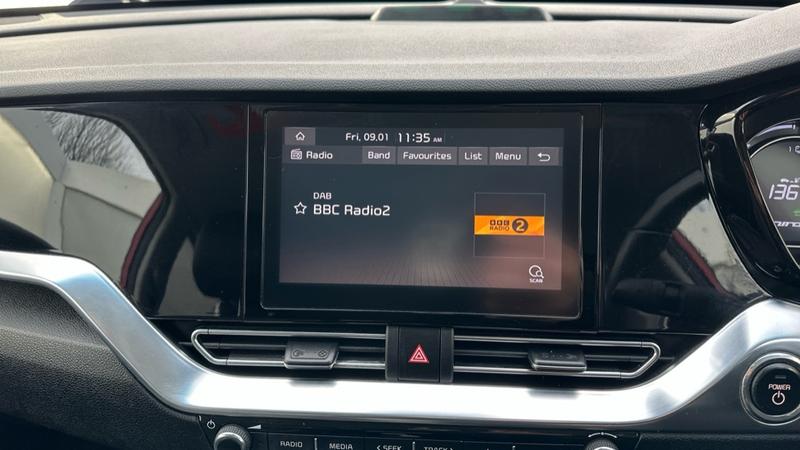 Fri, 09.01 11:35 AM
Radio Band Favourites List Menu
DAB
BBC Radio2
BBC
RADIO 2
SCAN
136
POWER
RADIO MEDIA < SEEK TRACK >